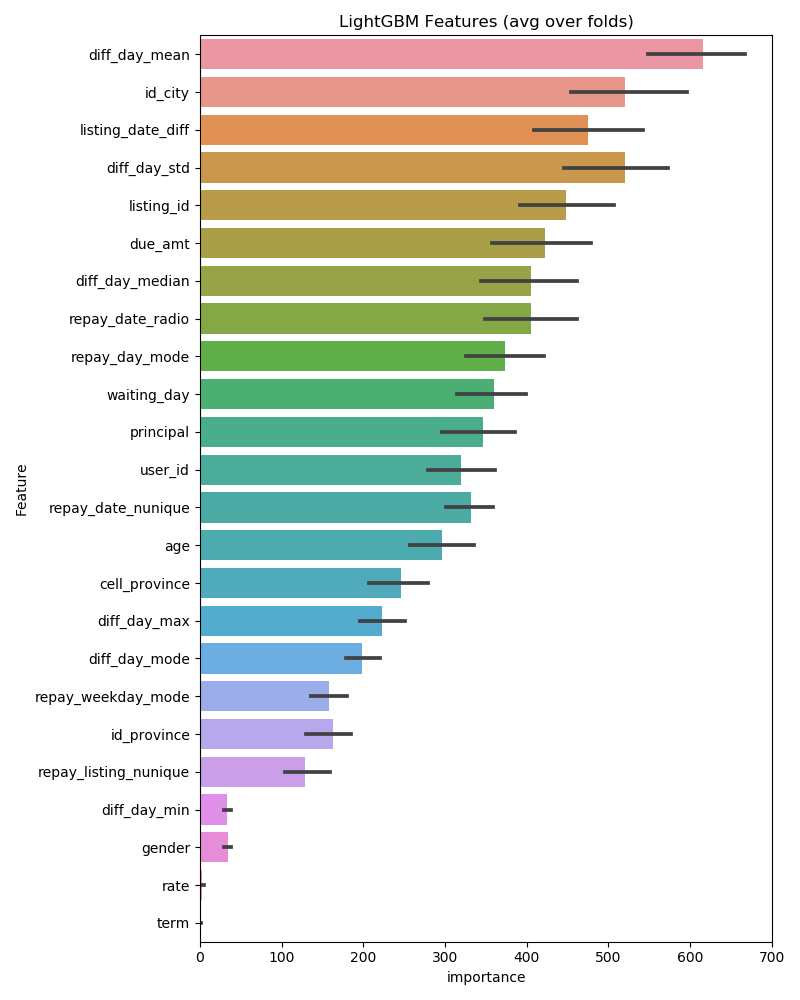 LightGBM Features (avg over folds)
Feature
diff_day_mean
id_city
listing_date_diff
diff_day_std
listing_id
due_amt
diff_day_median
repay_date_radio
repay_day_mode
waiting_day
principal
user_id
repay_date_nunique
age
cell_province
diff_day_max
diff_day_mode
repay_weekday_mode
id_province
repay_listing_nunique
diff_day_min
gender
rate
term
0 100 200 300 400 500 600 700
importance